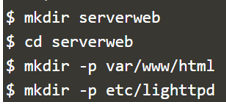 $ mkdir serverweb
$ cd serverweb
$ mkdir -p var/www/html
$ mkdir -p etc/lighttpd